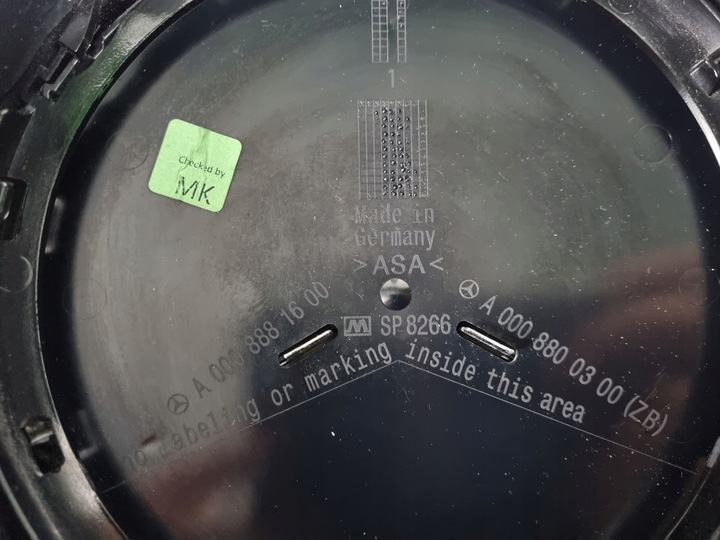 1
Checked by
MK
Made in
Germany
>ASA<
A 000 888 16 00
SP 8266
A 000 880 03 00 (ZB)
no labeling or marking inside this area